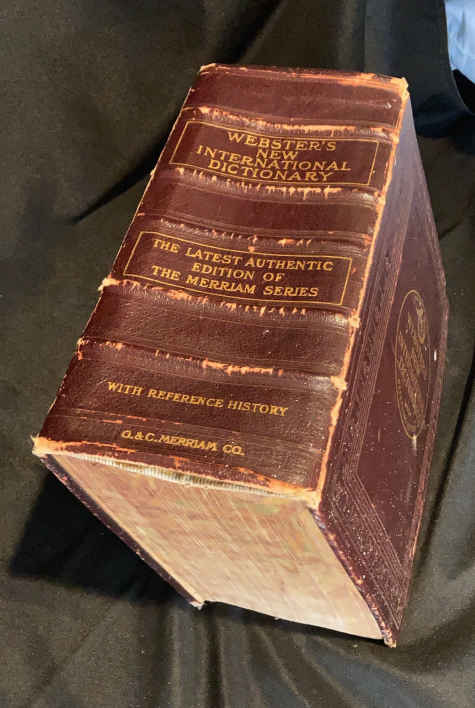 WEBSTER'S
NEW
INTERNATIONAL
DICTIONARY
THE LATEST AUTHENTIC
EDITION OF
THE MERRIAM SERIES
WITH REFERENCE HISTORY
G. & C. MERRIAM CO.